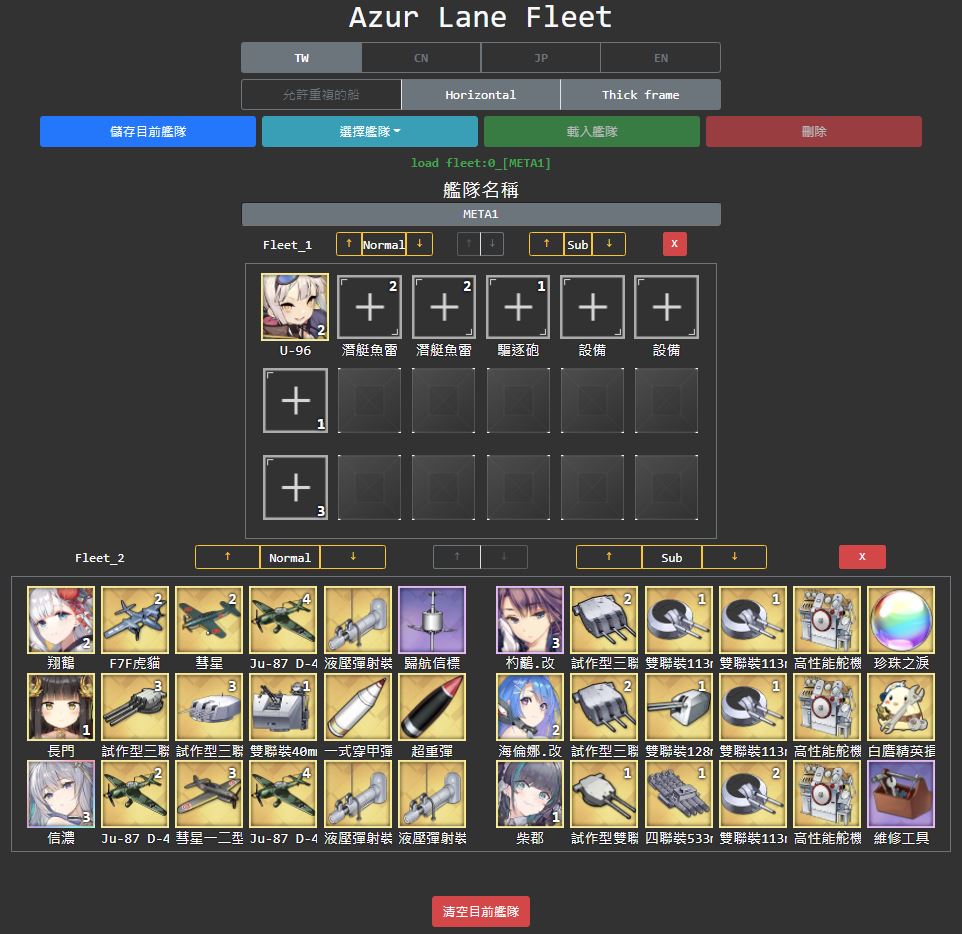 Azur Lane Fleet
TW CN JP EN
允許重複的船 Horizontal Thick frame
儲存目前艦隊 選擇艦隊 載入艦隊 刪除
load fleet:0_[META1]
艦隊名稱
META1
Fleet_1 ↑ Normal ↓ ↑ ↓ ↑ Sub ↓ X
2 2 2 1
U-96 潛艇魚雷 潛艇魚雷 驅逐砲 設備 設備
1
3
Fleet_2 ↑ Normal ↓ ↑ ↓ ↑ Sub ↓ X
2 2 2 4 3 2 1 1
翔鶴 F7F虎貓 彗星 Ju-87 D-4 液壓彈射裝 歸航信標 杓鷸.改 試作型三聯 雙聯裝113m 雙聯裝113m 高性能舵機 珍珠之淚
1 3 3 1 2 2 1 1
長門 試作型三聯 試作型三聯 雙聯裝40mm 一式穿甲彈 超重彈 海倫娜.改 試作型三聯 雙聯裝128m 雙聯裝113m 高性能舵機 白鷹精英損
3 2 3 4 1 1 1 2
信濃 Ju-87 D-4 彗星一二型 Ju-87 D-4 液壓彈射裝 液壓彈射裝 柴郡 試作型雙聯 四聯裝533m 雙聯裝113m 高性能舵機 維修工具
清空目前艦隊